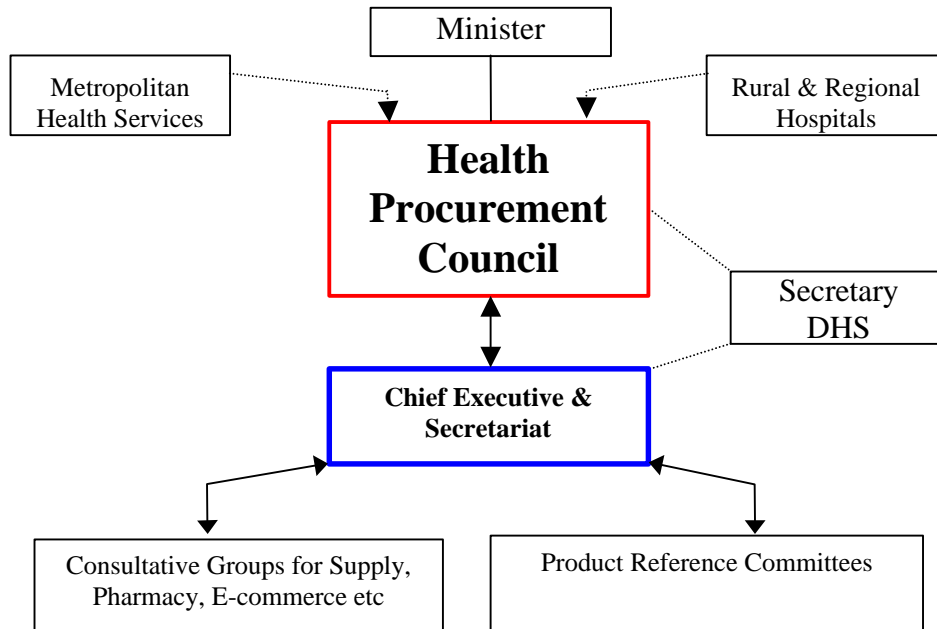 Minister
Metropolitan
Health Services
Rural & Regional
Hospitals
Health
Procurement
Council
Secretary
DHS
Chief Executive &
Secretariat
Consultative Groups for Supply,
Pharmacy, E-commerce etc
Product Reference Committees